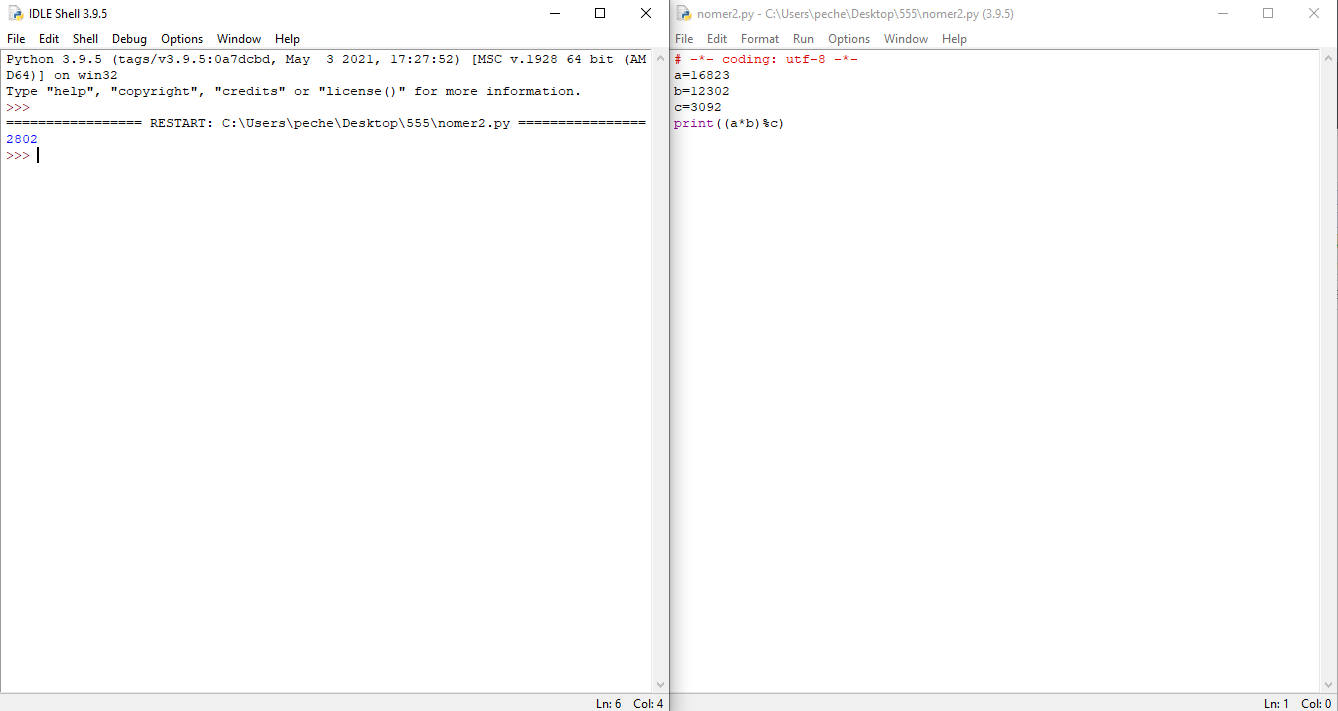 IDLE Shell 3.9.5
File Edit Shell Debug Options Window Help
Python 3.9.5 (tags/v3.9.5:0a7dcbd, May  3 2021, 17:27:52) [MSC v.1928 64 bit (AM
D64)] on win32
Type "help", "copyright", "credits" or "license()" for more information.
>>>
================= RESTART: C:\Users\peche\Desktop\555\nomer2.py ================
2802
>>>
Ln: 6 Col: 4
nomer2.py - C:\Users\peche\Desktop\555\nomer2.py (3.9.5)
File Edit Format Run Options Window Help
# -*- coding: utf-8 -*-
a=16823
b=12302
c=3092
print((a*b)%c)
Ln: 1 Col: 0